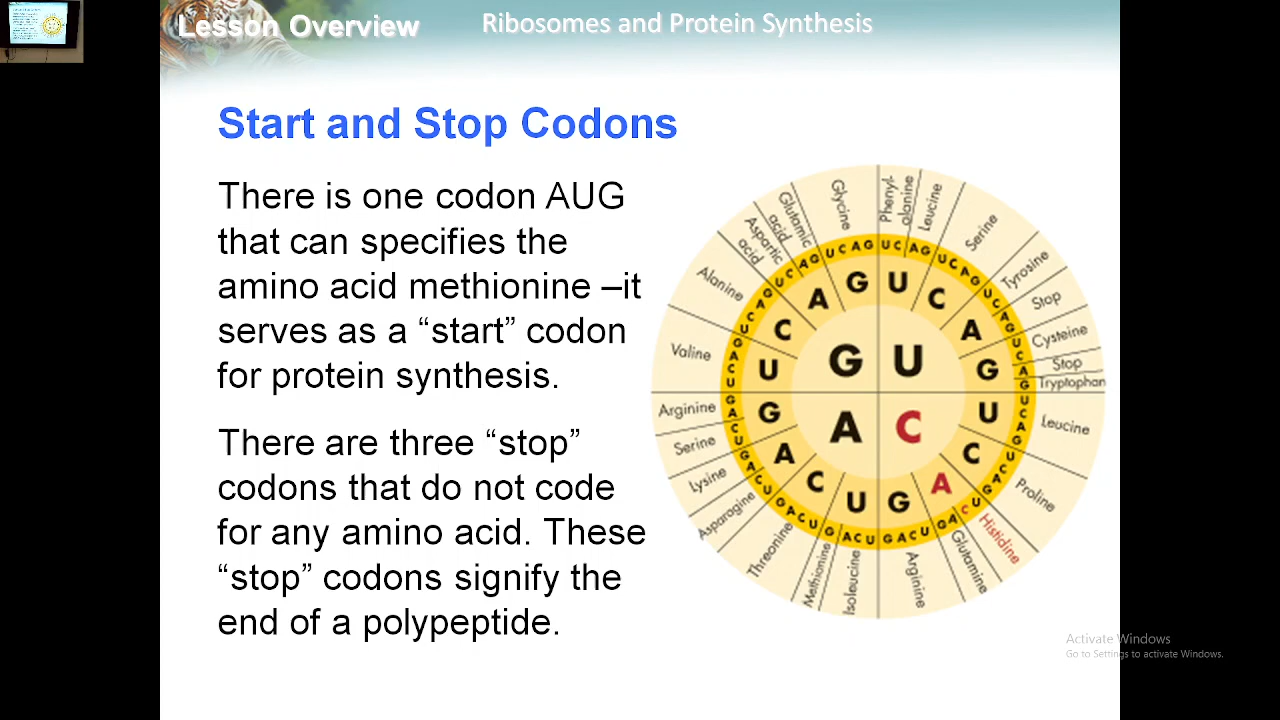 Lesson Overview
Ribosomes and Protein Synthesis
Start and Stop Codons
There is one codon AUG
that can specifies the
amino acid methionine –it
serves as a “start” codon
for protein synthesis.
There are three “stop”
codons that do not code
for any amino acid. These
“stop” codons signify the
end of a polypeptide.
Phenyl-
alanine
Leucine
Serine
Tyrosine
Stop
Cysteine
Stop
Tryptophan
Leucine
Proline
Histidine
Glutamine
Arginine
Isoleucine
Methionine
Threonine
Asparagine
Lysine
Serine
Arginine
Valine
Alanine
Aspartic
acid
Glutamic
acid
Glycine
G U
A C
U C A G
U C A G
U C A G
U C A G
Activate Windows
Go to Settings to activate Windows.